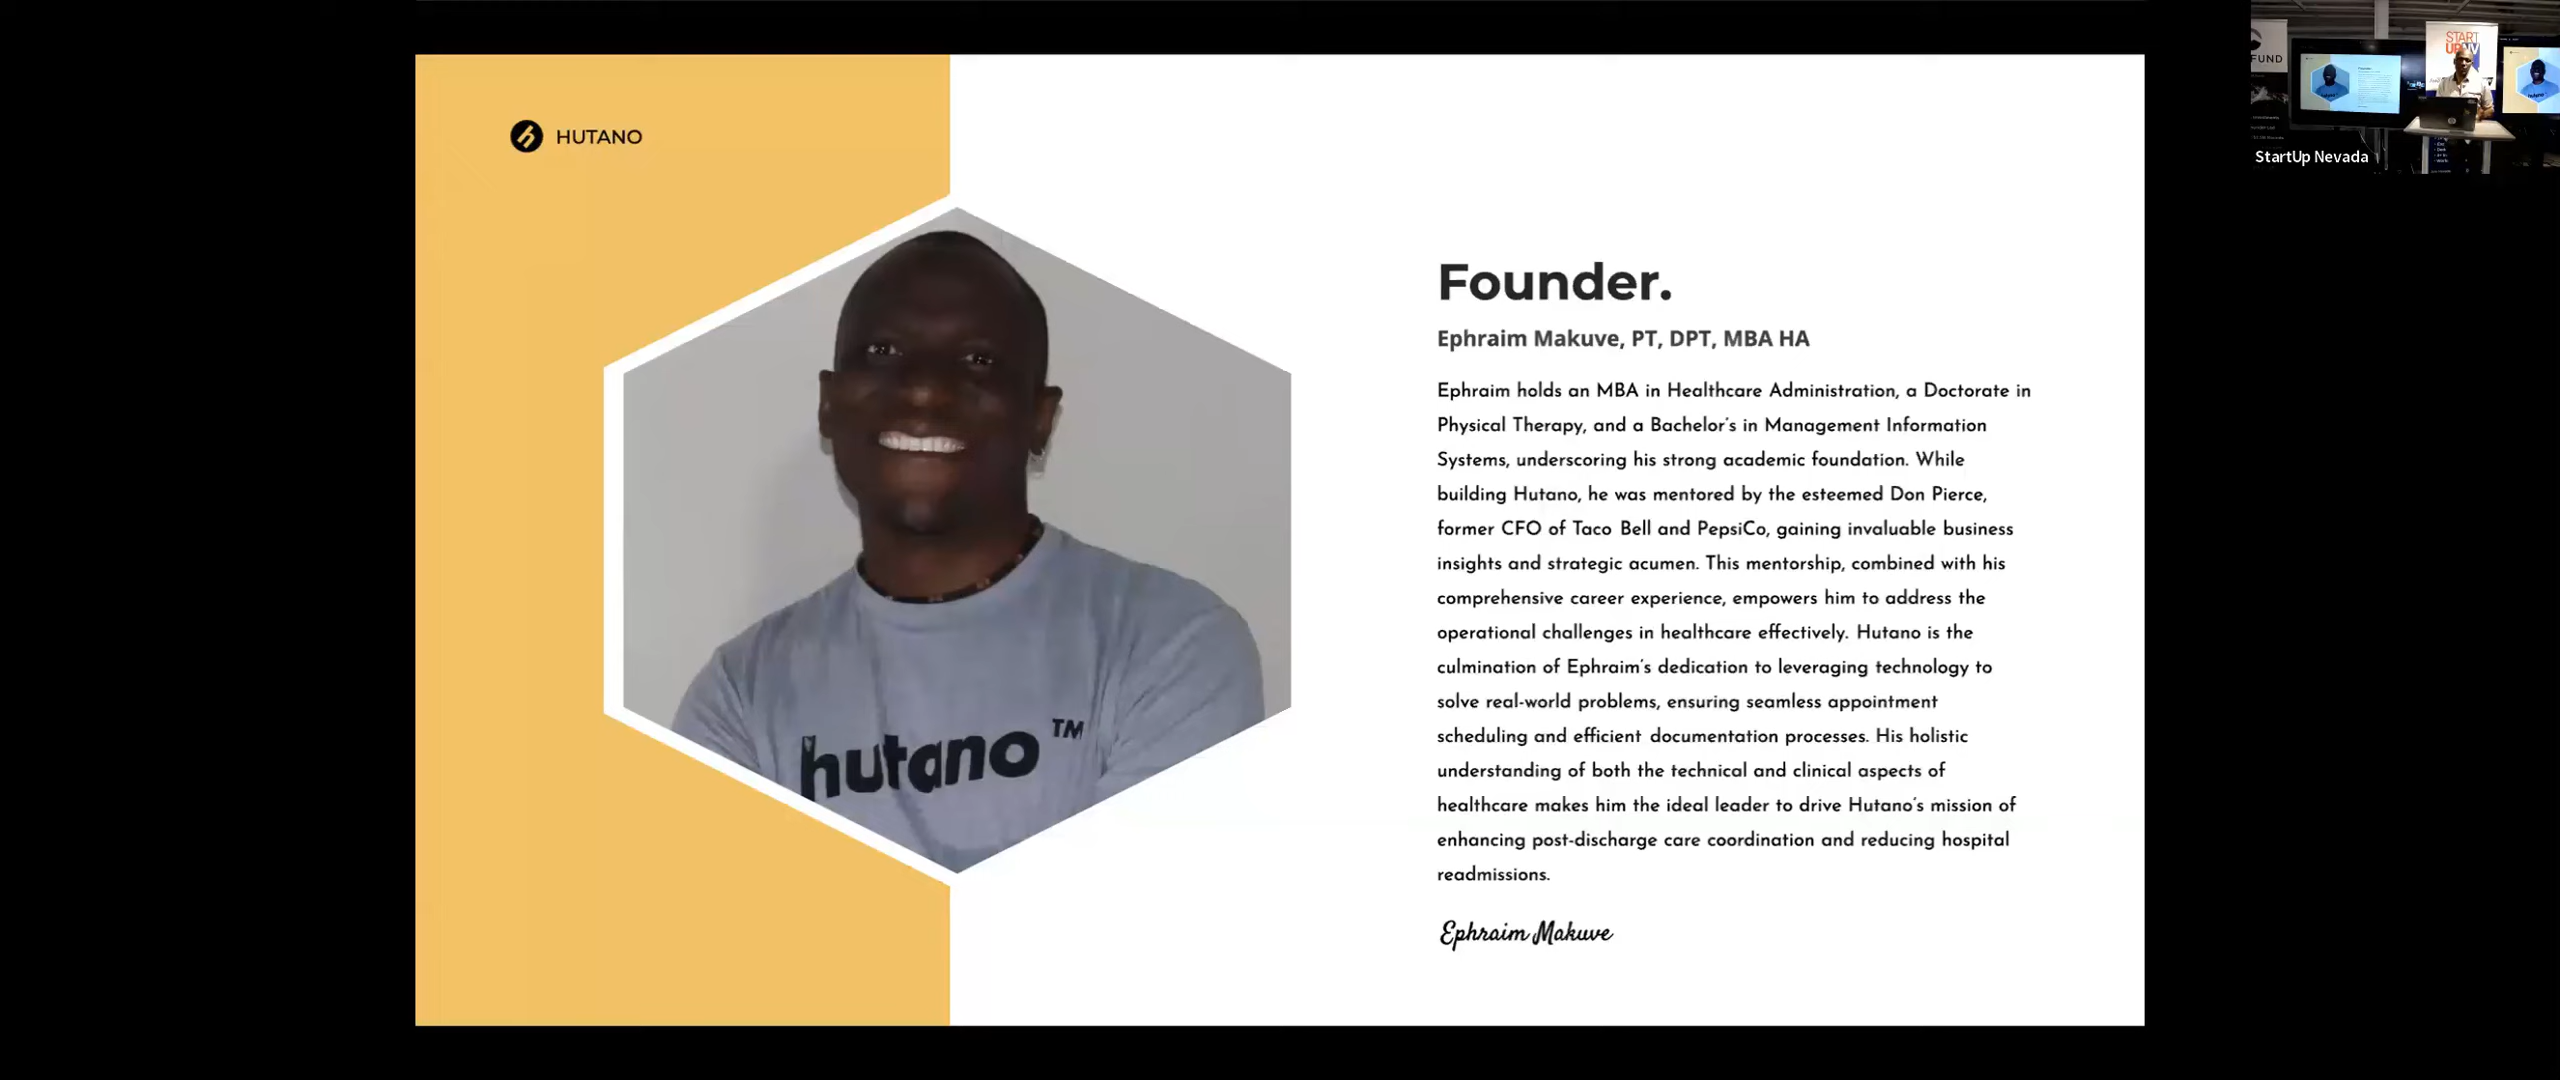 HUTANO
hutano™
Founder.
Ephraim Makuve, PT, DPT, MBA HA
Ephraim holds an MBA in Healthcare Administration, a Doctorate in
Physical Therapy, and a Bachelor's in Management Information
Systems, underscoring his strong academic foundation. While
building Hutano, he was mentored by the esteemed Don Pierce,
former CFO of Taco Bell and PepsiCo, gaining invaluable business
insights and strategic acumen. This mentorship, combined with his
comprehensive career experience, empowers him to address the
operational challenges in healthcare effectively. Hutano is the
culmination of Ephraim's dedication to leveraging technology to
solve real-world problems, ensuring seamless appointment
scheduling and efficient documentation processes. His holistic
understanding of both the technical and clinical aspects of
healthcare makes him the ideal leader to drive Hutano's mission of
enhancing post-discharge care coordination and reducing hospital
readmissions.
Ephraim Makuve
FUND
START
UPNV
StartUp Nevada